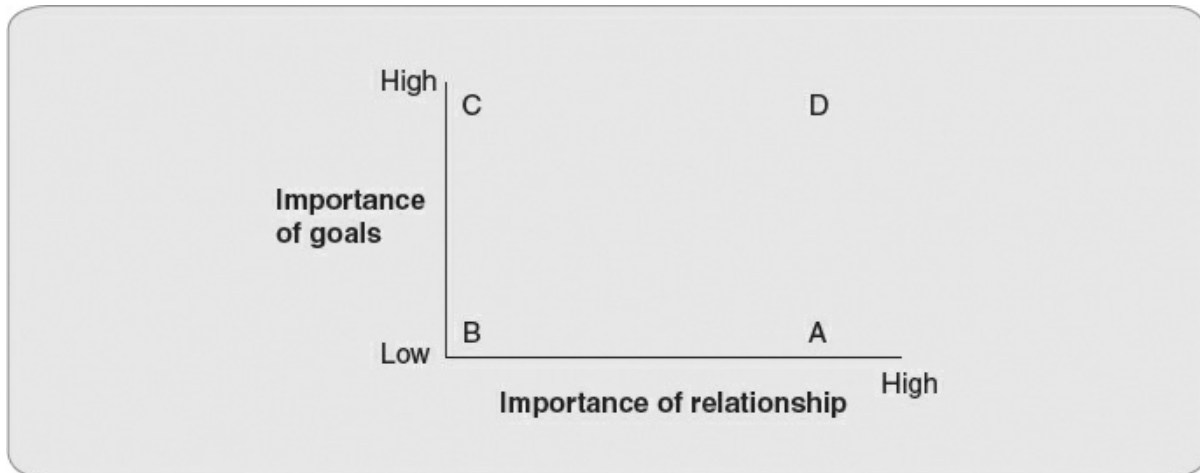 High
C
D
Importance
of goals
B
A
Low
High
Importance of relationship